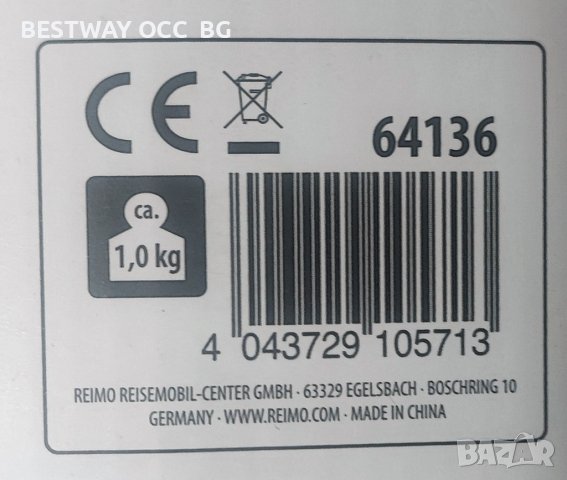 BESTWAY OCC BG
CE
64136
ca.
1,0 kg
4 043729 105713
REIMO REISEMOBIL-CENTER GMBH · 63329 EGELSBACH · BOSCHRING 10
GERMANY · WWW.REIMO.COM · MADE IN CHINA
BAZAR